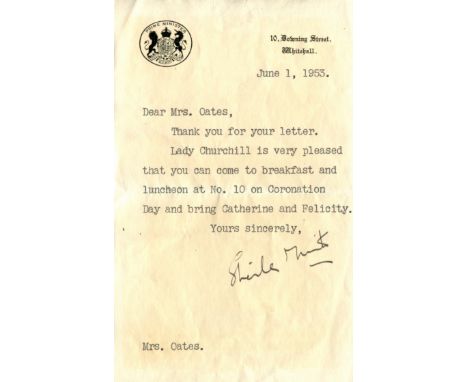 PRIME MINISTER
10, Downing Street,
Whitehall.
June 1, 1953.
Dear Mrs. Oates,
Thank you for your letter.
Lady Churchill is very pleased
that you can come to breakfast and
luncheon at No. 10 on Coronation
Day and bring Catherine and Felicity.
Yours sincerely,
Mrs. Oates.